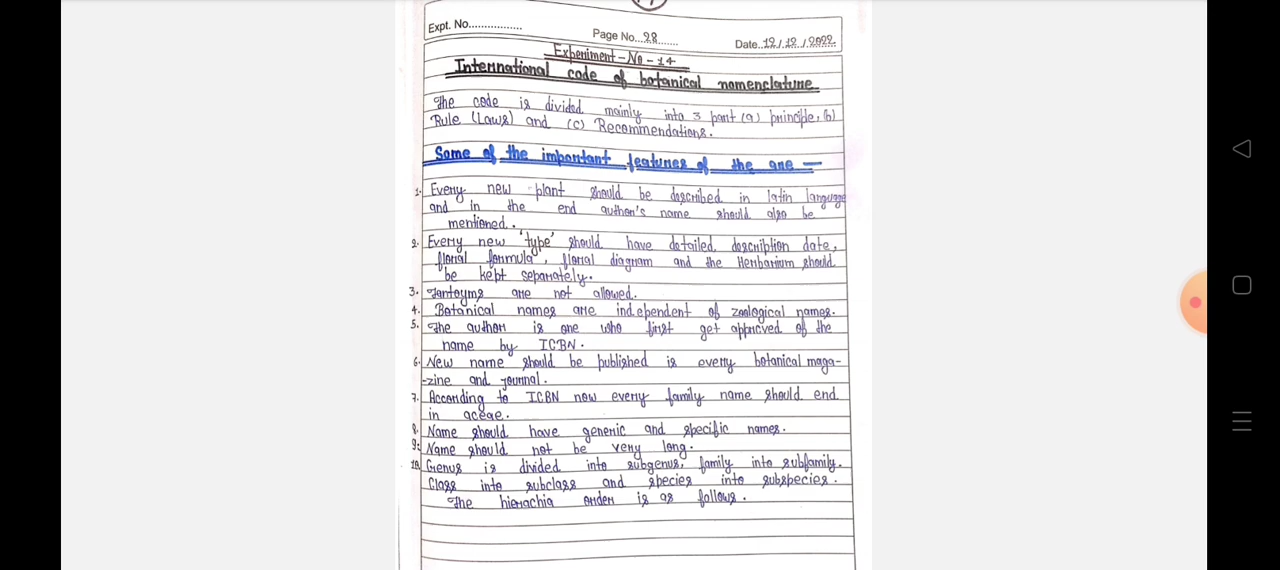 Expt. No.................
Page No...28.......
Date..12/12/2022
Experiment-No-14
International code of botanical nomenclature
The code is divided mainly into 3 part (a) principle, (b)
Rule (Laws) and (c) Recommendations.
Some of the important features of the are —
1. Every new plant should be described in latin language
and in the end author's name should also be
mentioned.
2. Every new 'type' should have detailed description date,
floral formula, floral diagram and the Herbarium should
be kept separately.
3. Tantoyms are not allowed.
4. Botanical names are independent of zoological names.
5. The author is one who first get approved of the
name by ICBN.
6. New name should be published is every botanical maga-
-zine and journal.
7. According to ICBN now every family name should end
in aceae.
8. Name should have generic and specific names.
9. Name should not be very long.
10. Genus is divided into subgenus, family into subfamily.
Class into subclass and species into subspecies.
The hierachia order is as follows.